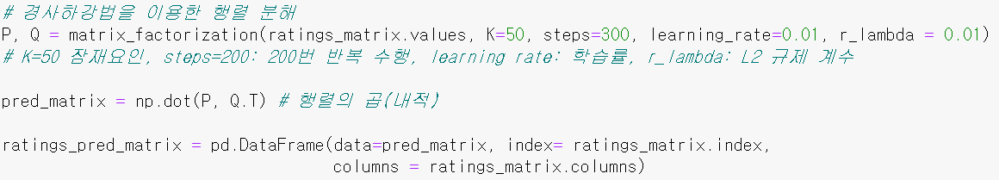 # 경사하강법을 이용한 행렬 분해
P, Q = matrix_factorization(ratings_matrix.values, K=50, steps=300, learning_rate=0.01, r_lambda = 0.01)
# K=50 잠재요인, steps=200: 200번 반복 수행, learning rate: 학습률, r_lambda: L2 규제 계수
pred_matrix = np.dot(P, Q.T) # 행렬의 곱(내적)
ratings_pred_matrix = pd.DataFrame(data=pred_matrix, index= ratings_matrix.index,
columns = ratings_matrix.columns)